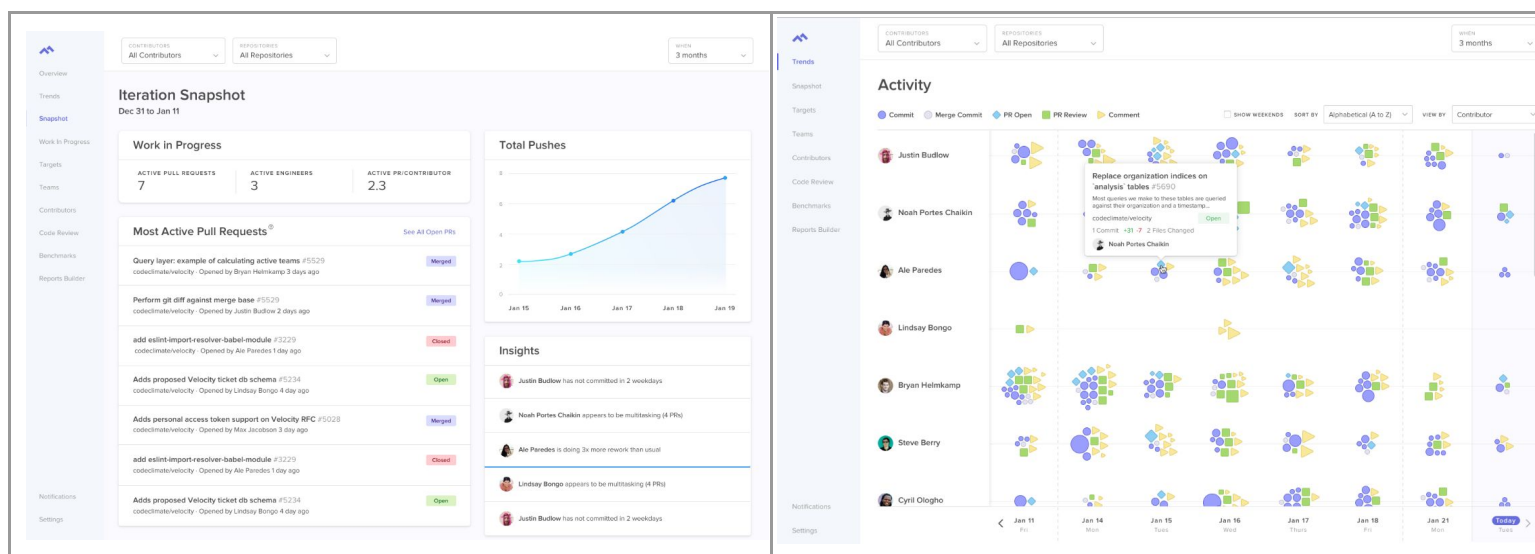 CONTRIBUTORS
All Contributors
REPOSITORIES
All Repositories
WHEN
3 months
Overview
Trends
Snapshot
Work In Progress
Targets
Teams
Contributors
Code Review
Benchmarks
Reports Builder
Notifications
Settings
Iteration Snapshot
Dec 31 to Jan 11
Work in Progress
ACTIVE PULL REQUESTS
7
ACTIVE ENGINEERS
3
ACTIVE PR/CONTRIBUTOR
2.3
Most Active Pull Requests
See All Open PRs
Query layer: example of calculating active teams #5529
Merged
codeclimate/velocity · Opened by Bryan Helmkamp 3 days ago
Perform git diff against merge base #5529
Merged
codeclimate/velocity · Opened by Justin Budlow 2 days ago
add eslint-import-resolver-babel-module #3229
Closed
codeclimate/velocity · Opened by Ale Paredes 1 day ago
Adds proposed Velocity ticket db schema #5234
Open
codeclimate/velocity · Opened by Lindsay Bongo 4 day ago
Adds personal access token support on Velocity RFC #5028
Merged
codeclimate/velocity · Opened by Max Jacobson 3 day ago
add eslint-import-resolver-babel-module #3229
Closed
codeclimate/velocity · Opened by Ale Paredes 1 day ago
Adds proposed Velocity ticket db schema #5234
Open
codeclimate/velocity · Opened by Lindsay Bongo 4 day ago
Total Pushes
8
6
4
2
0
Jan 15 Jan 16 Jan 17 Jan 18 Jan 19
Insights
Justin Budlow has not committed in 2 weekdays
Noah Portes Chaikin appears to be multitasking (4 PRs)
Ale Paredes is doing 3x more rework than usual
Lindsay Bongo appears to be multitasking (4 PRs)
Justin Budlow has not committed in 2 weekdays
CONTRIBUTORS
All Contributors
REPOSITORIES
All Repositories
WHEN
3 months
Trends
Snapshot
Targets
Teams
Contributors
Code Review
Benchmarks
Reports Builder
Notifications
Settings
Activity
Commit Merge Commit PR Open PR Review Comment
SHOW WEEKENDS SORT BY Alphabetical (A to Z) VIEW BY Contributor
Justin Budlow
Noah Portes Chaikin
Ale Paredes
Lindsay Bongo
Bryan Helmkamp
Steve Berry
Cyril Ologho
Replace organization indices on
`analysis` tables #5690
Most queries we make to these tables are queried
against their organization and a timestamp...
codeclimate/velocity
Open
1 Commit +31 -7 2 Files Changed
Noah Portes Chaikin
Jan 11 Jan 14 Jan 15 Jan 16 Jan 17 Jan 18 Jan 21 Today
Fri Mon Tues Wed Thurs Fri Mon Tues